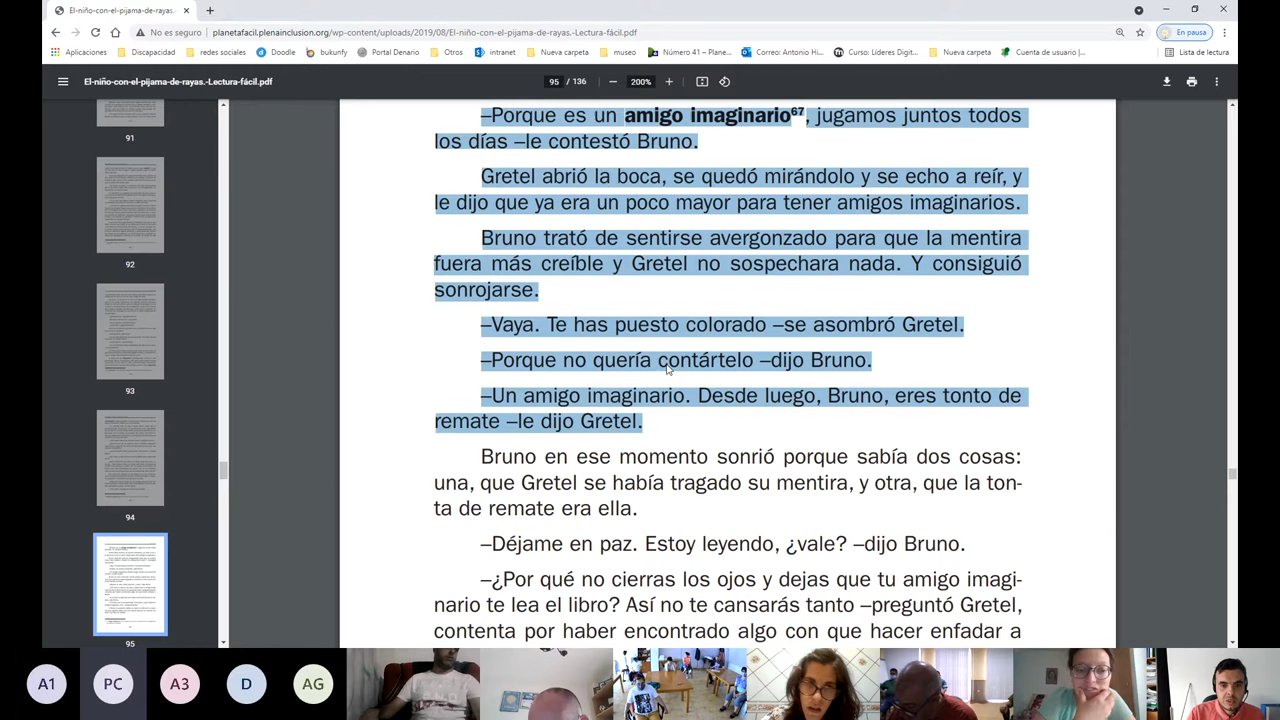 El-niño-con-el-pijama-de-rayas.-
No es seguro
planetafacil.plenainclusion.org/wp-content/uploads/2019/08/El-niño-con-el-pijama-de-rayas.-Lectura-fácil.pdf
En pausa
Aplicaciones
Discapacidad
redes sociales
Doodle
bukunfy
Portal Denario
Otros
intranet
Nueva carpeta
museo
Número 41 – Plane...
Correo: Antonio Hi...
Curso: Líderes Digit...
Nueva carpeta
Cuenta de usuario|...
Lista de lectura
El-niño-con-el-pijama-de-rayas.-Lectura-fácil.pdf
95 / 136
200%
91
92
93
94
95
–Porque es un amigo imaginario67, jugamos juntos todos
los días –le contestó Bruno.
Gretel abrió la boca, se quedó mirándolo y se echo a reír, y
le dijo que ya era un poco mayor para tener amigos imaginarios.
Bruno trató de sentirse avergonzado para que la mentira
fuera más creíble y Gretel no sospechara nada. Y consiguió
sonrojarse.
–Vaya. Te has puesto colorado –se asombró Gretel.
–Porque no quería contártelo –dijo Bruno.
–Un amigo imaginario. Desde luego, Bruno, eres tonto de
remate –le dijo Gretel.
Bruno en ese momento sonrió porque sabía dos cosas:
una, que Gretel se había tragado su mentira, y otra, que la ton-
ta de remate era ella.
–Déjame en paz. Estoy leyendo, ¿vale? –dijo Bruno.
–¿Por qué no cierras los ojos y dejas que tu amigo imagi-
nario te lea el libro? Así no te cansarás tanto –preguntó Gretel,
contenta por haber encontrado algo con que hacer enfadar a
A1
PC
A3
D
AG